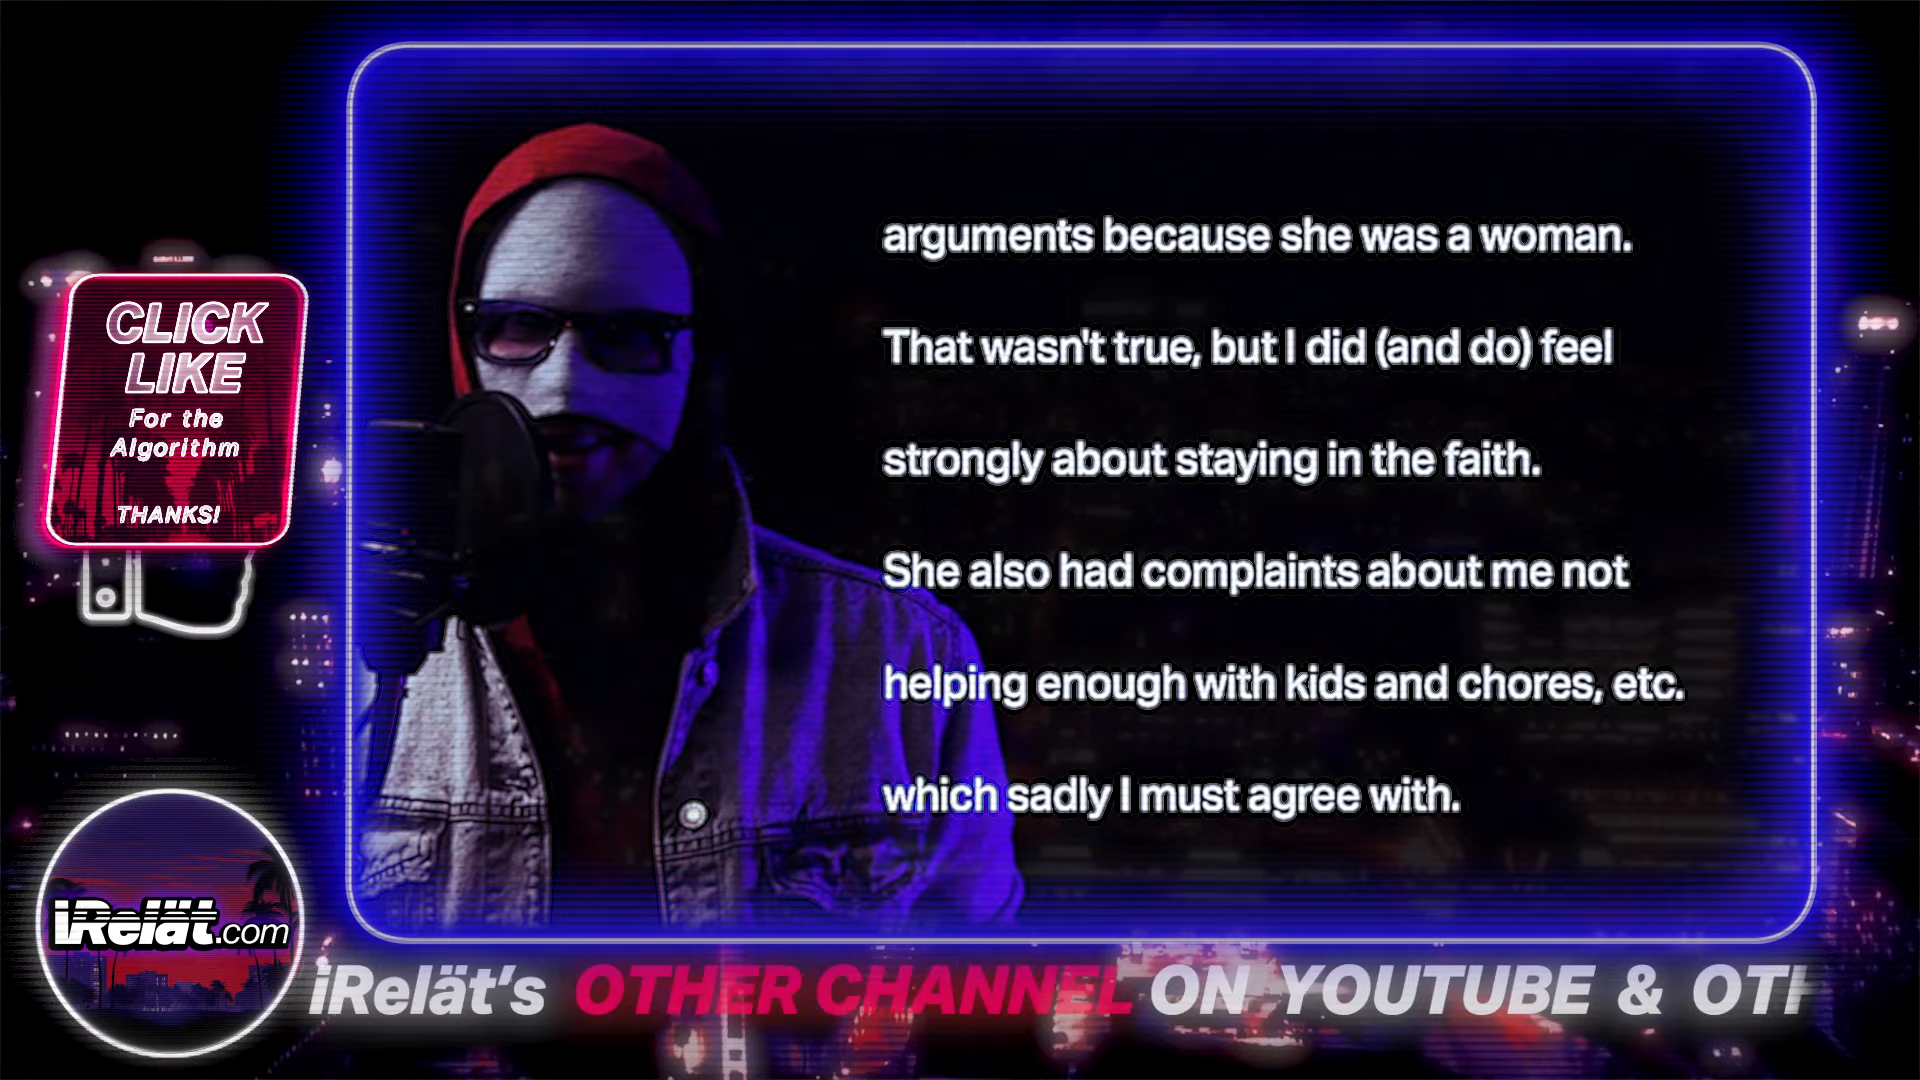 arguments because she was a woman.
That wasn't true, but I did (and do) feel
strongly about staying in the faith.
She also had complaints about me not
helping enough with kids and chores, etc.
which sadly I must agree with.
CLICK
LIKE
For the
Algorithm
THANKS!
iRelät.com
iRelät's OTHER CHANNEL ON YOUTUBE &